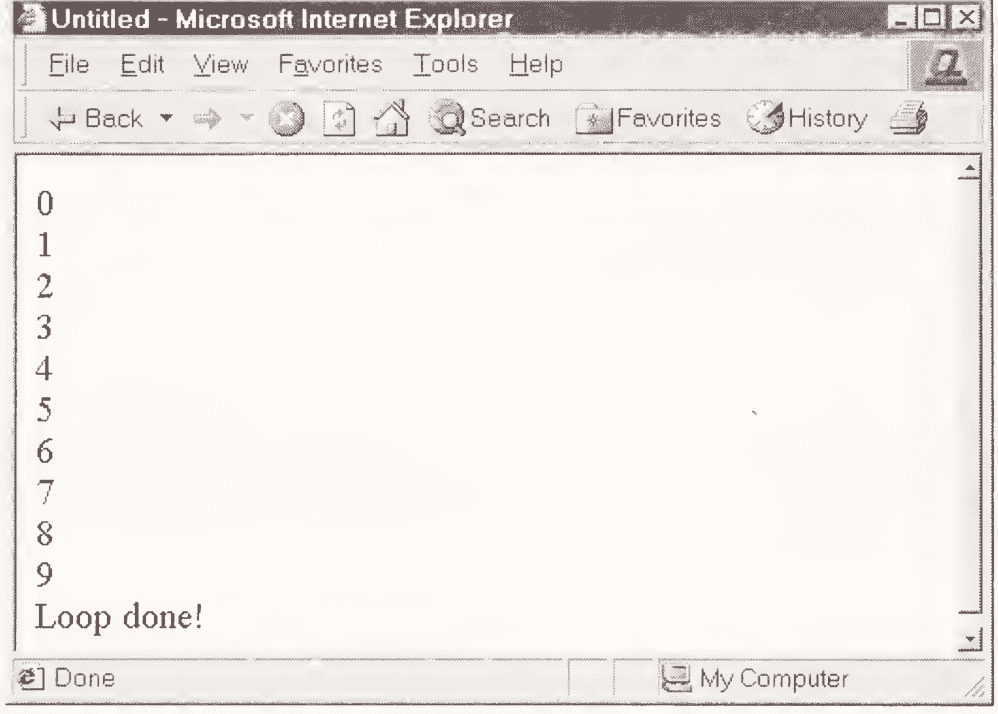 Untitled - Microsoft Internet Explorer
File Edit View Favorites Tools Help
Back Search Favorites History
0
1
2
3
4
5
6
7
8
9
Loop done!
Done My Computer